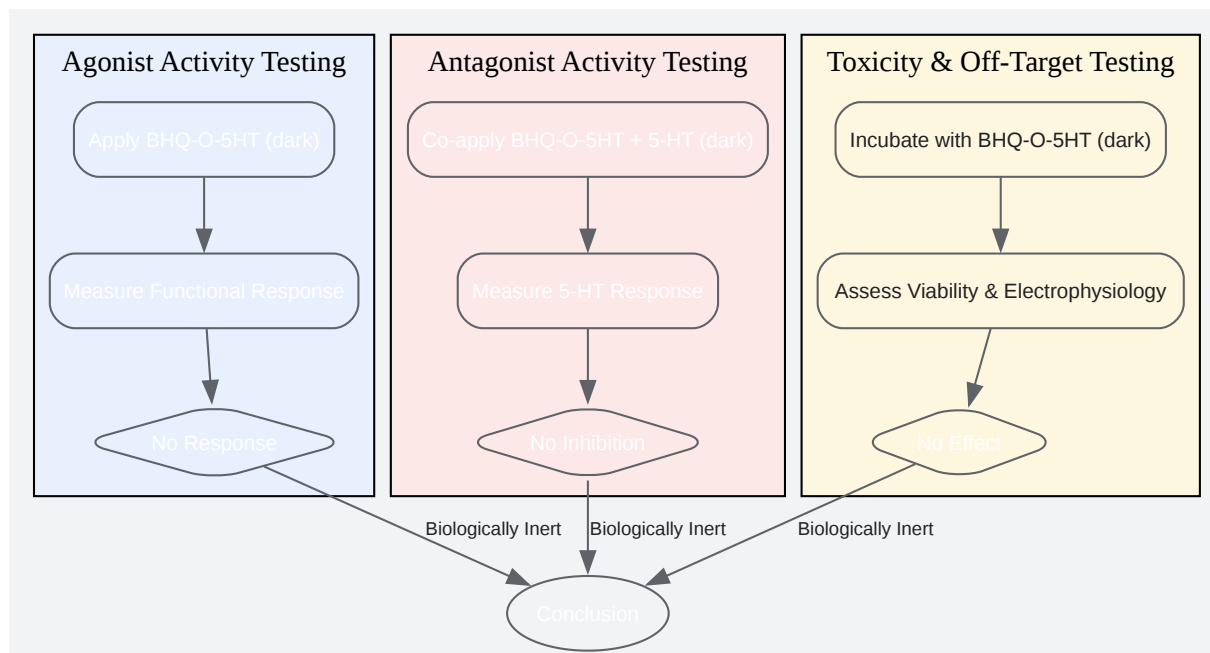 Agonist Activity Testing
Apply BHQ-O-5HT (dark)
Measure Functional Response
No Response
Antagonist Activity Testing
Co-apply BHQ-O-5HT + 5-HT (dark)
Measure 5-HT Response
No Inhibition
Toxicity & Off-Target Testing
Incubate with BHQ-O-5HT (dark)
Assess Viability & Electrophysiology
No Effect
Biologically Inert
Biologically Inert
Biologically Inert
Conclusion